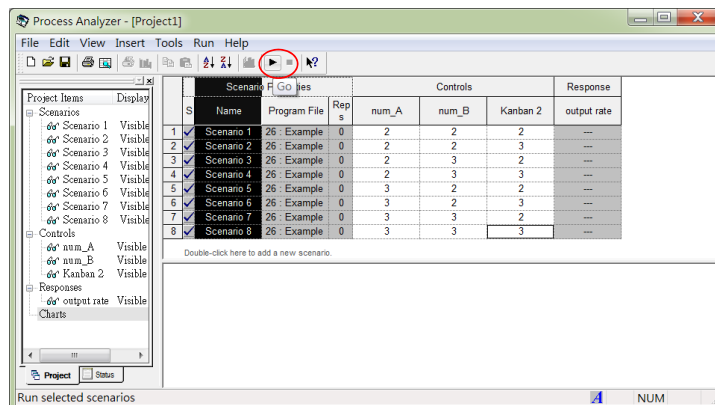 Process Analyzer - [Project1]
File Edit View Insert Tools Run Help
Go
Project Items Display
Scenarios
Scenario 1 Visible
Scenario 2 Visible
Scenario 3 Visible
Scenario 4 Visible
Scenario 5 Visible
Scenario 6 Visible
Scenario 7 Visible
Scenario 8 Visible
Controls
num_A Visible
num_B Visible
Kanban 2 Visible
Responses
output rate Visible
Charts
Project Status
Scenario P ties Controls Response
S Name Program File Reps num_A num_B Kanban 2 output rate
1 Scenario 1 26 : Example 0 2 2 2 ---
2 Scenario 2 26 : Example 0 2 2 3 ---
3 Scenario 3 26 : Example 0 2 3 2 ---
4 Scenario 4 26 : Example 0 2 3 3 ---
5 Scenario 5 26 : Example 0 3 2 2 ---
6 Scenario 6 26 : Example 0 3 2 3 ---
7 Scenario 7 26 : Example 0 3 3 2 ---
8 Scenario 8 26 : Example 0 3 3 3 ---
Double-click here to add a new scenario.
Run selected scenarios A NUM